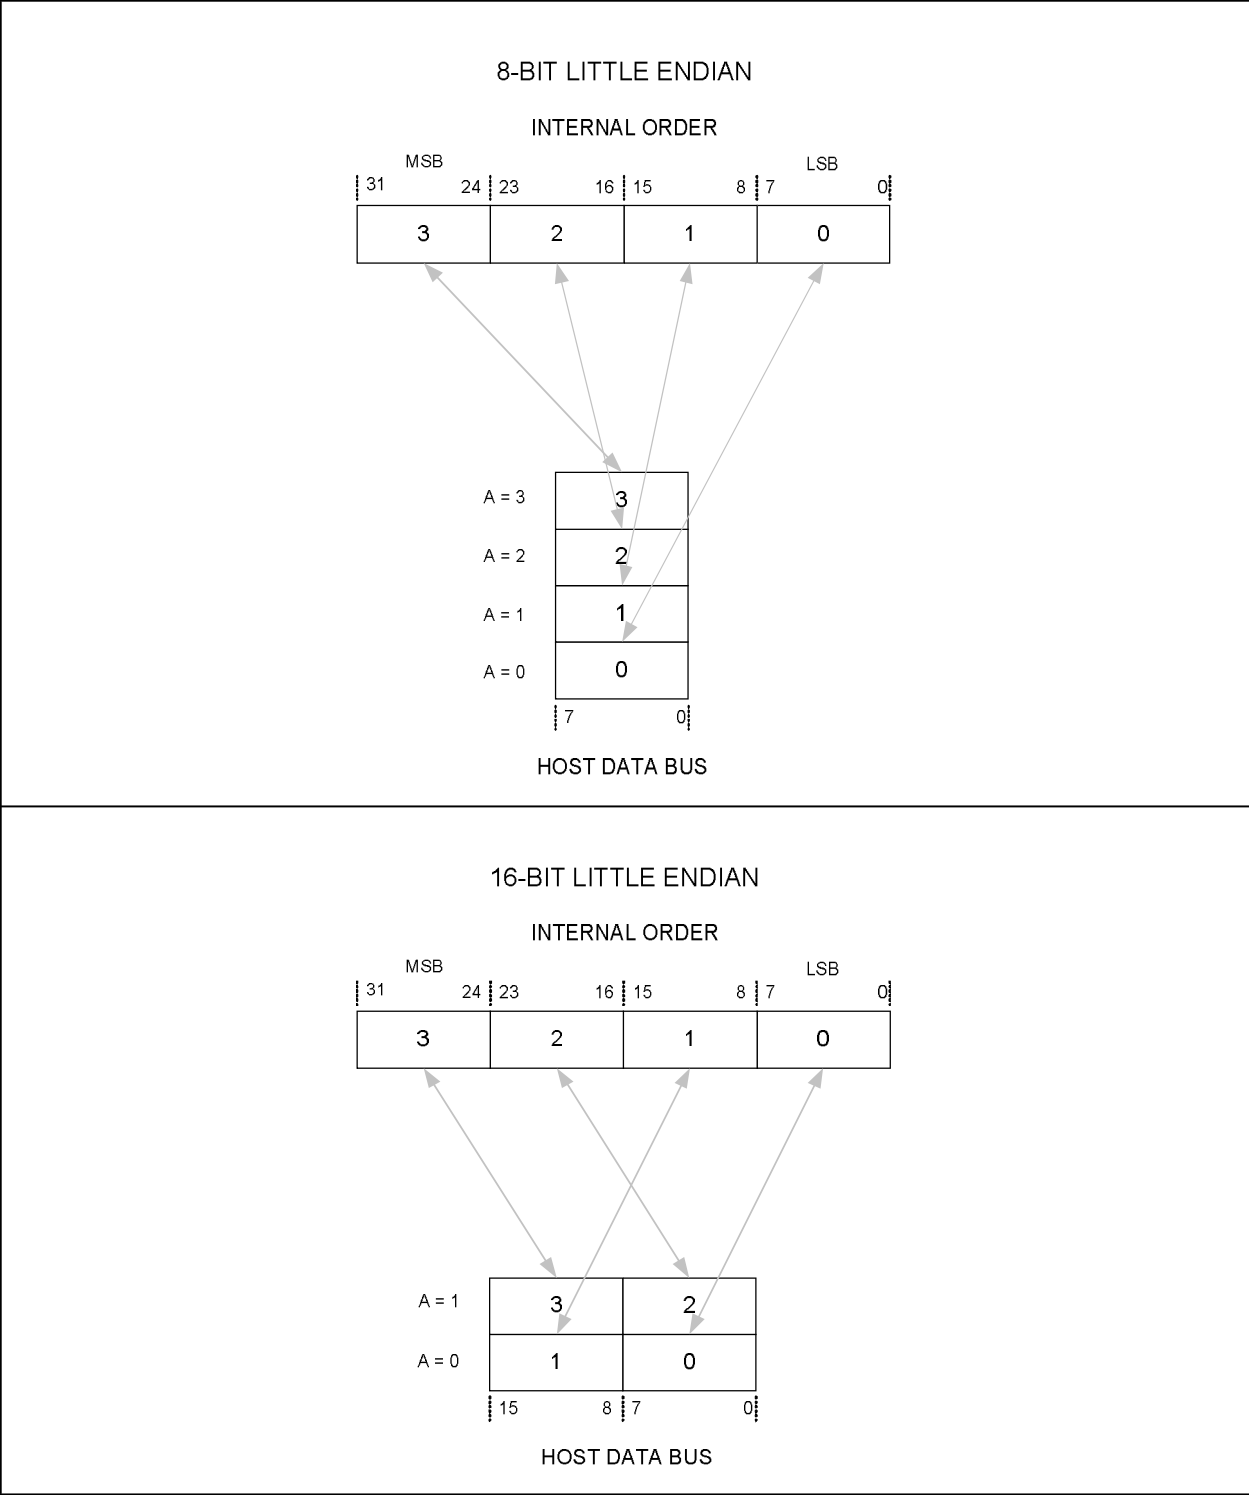 8-BIT LITTLE ENDIAN
INTERNAL ORDER
MSB LSB
31 24 23 16 15 8 7 0
3 2 1 0
A = 3 3
A = 2 2
A = 1 1
A = 0 0
7 0
HOST DATA BUS
16-BIT LITTLE ENDIAN
INTERNAL ORDER
MSB LSB
31 24 23 16 15 8 7 0
3 2 1 0
A = 1 3 2
A = 0 1 0
15 8 7 0
HOST DATA BUS